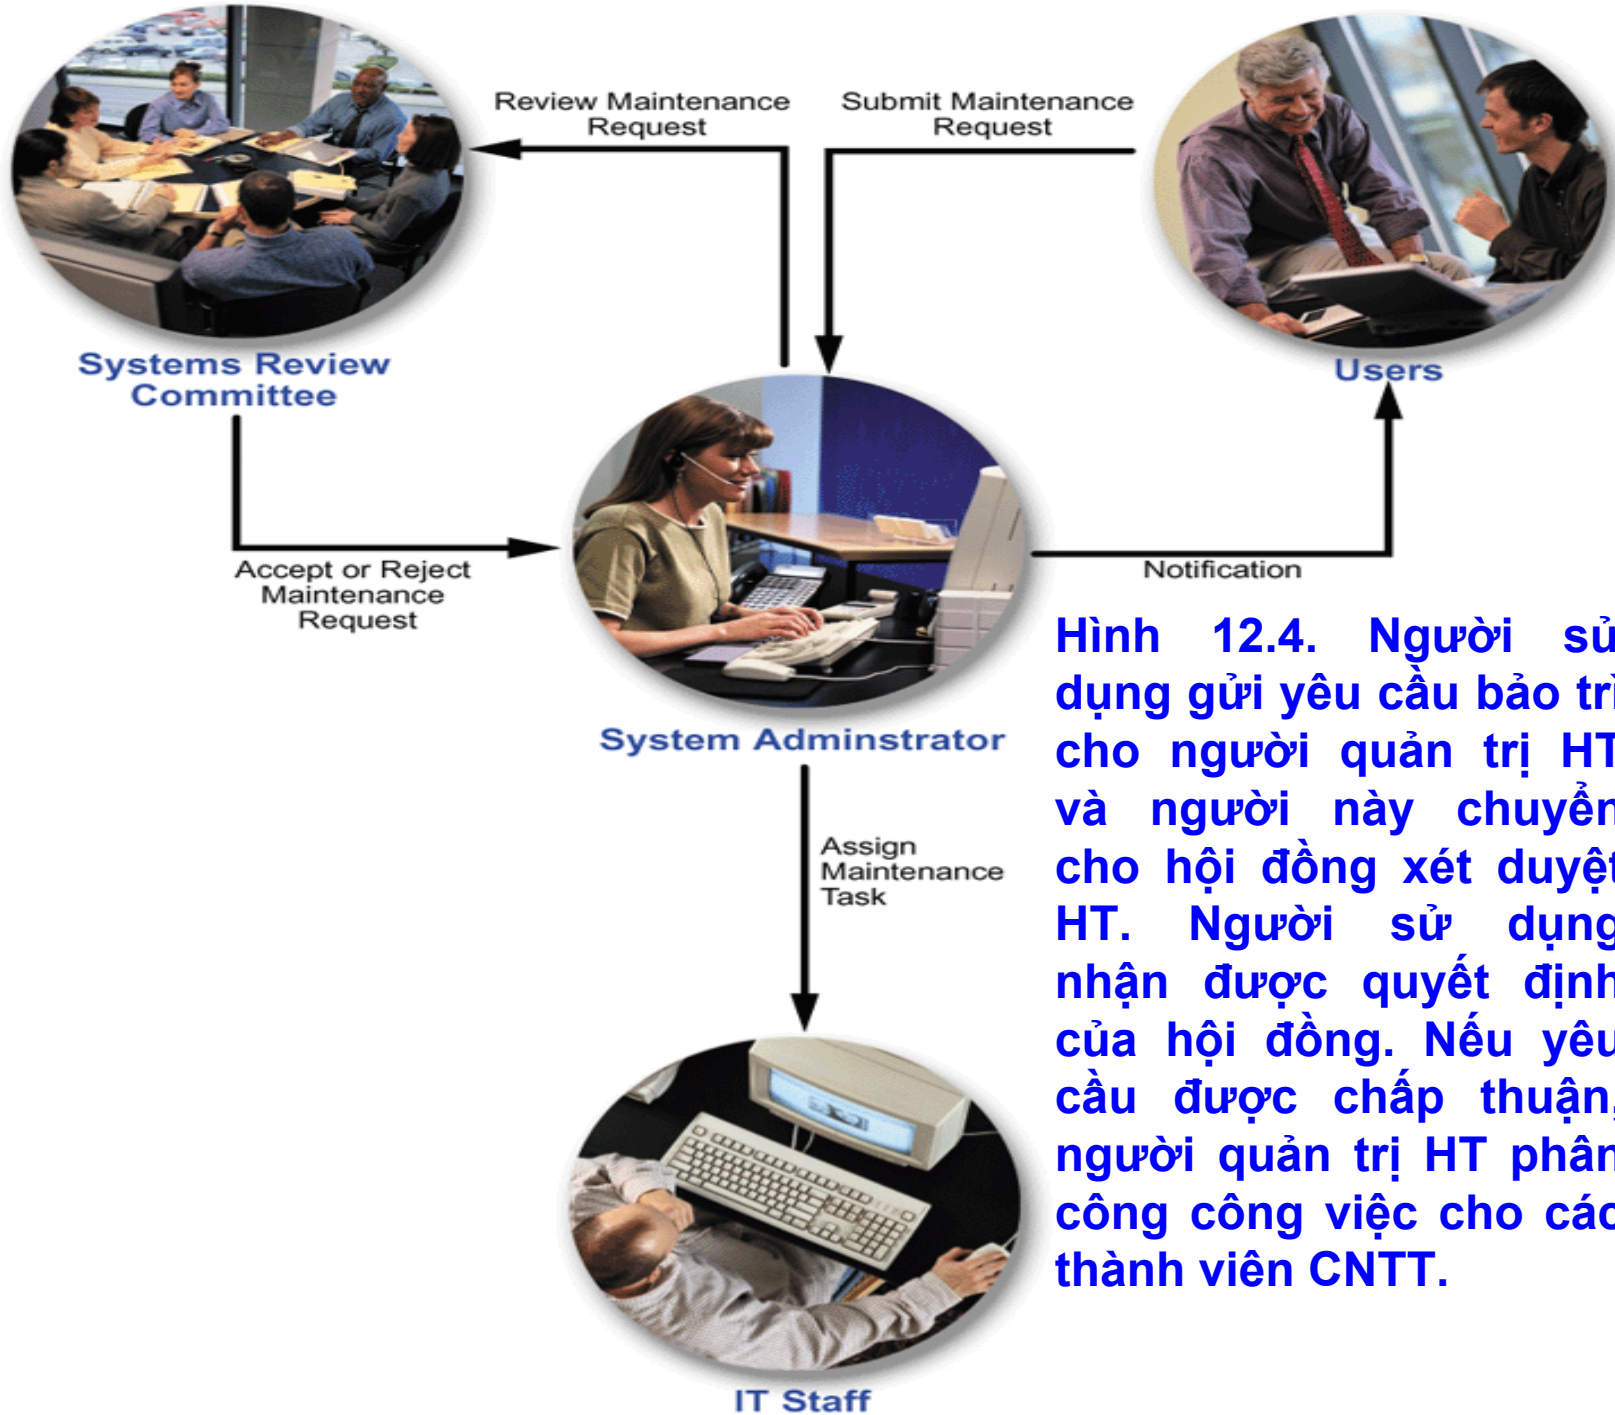 Review Maintenance
Request
Submit Maintenance
Request
Systems Review
Committee
Users
Accept or Reject
Maintenance
Request
Notification
System Adminstrator
Assign
Maintenance
Task
IT Staff
Hình 12.4. Người sử
dụng gửi yêu cầu bảo trì
cho người quản trị HT
và người này chuyển
cho hội đồng xét duyệt
HT. Người sử dụng
nhận được quyết định
của hội đồng. Nếu yêu
cầu được chấp thuận,
người quản trị HT phân
công công việc cho các
thành viên CNTT.